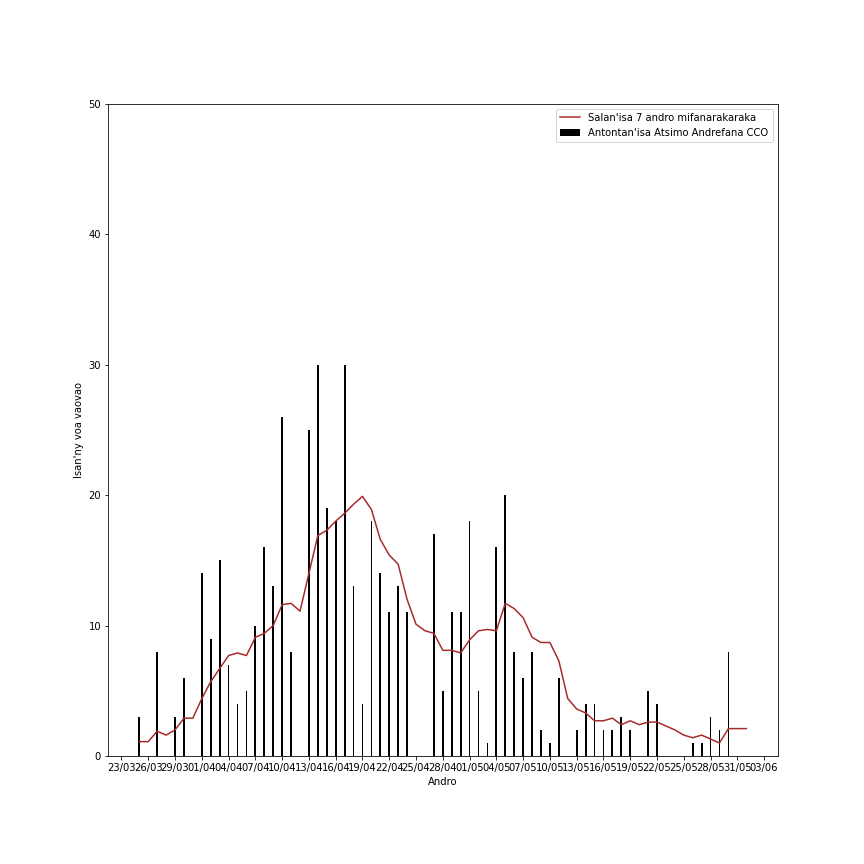 Salan'isa 7 andro mifanarakaraka
Antontan'isa Atsimo Andrefana CCO
50
40
30
20
10
0
Isan'ny voa vaovao
23/03 26/03 29/03 01/04 04/04 07/04 10/04 13/04 16/04 19/04 22/04 25/04 28/04 01/05 04/05 07/05 10/05 13/05 16/05 19/05 22/05 25/05 28/05 31/05 03/06
Andro